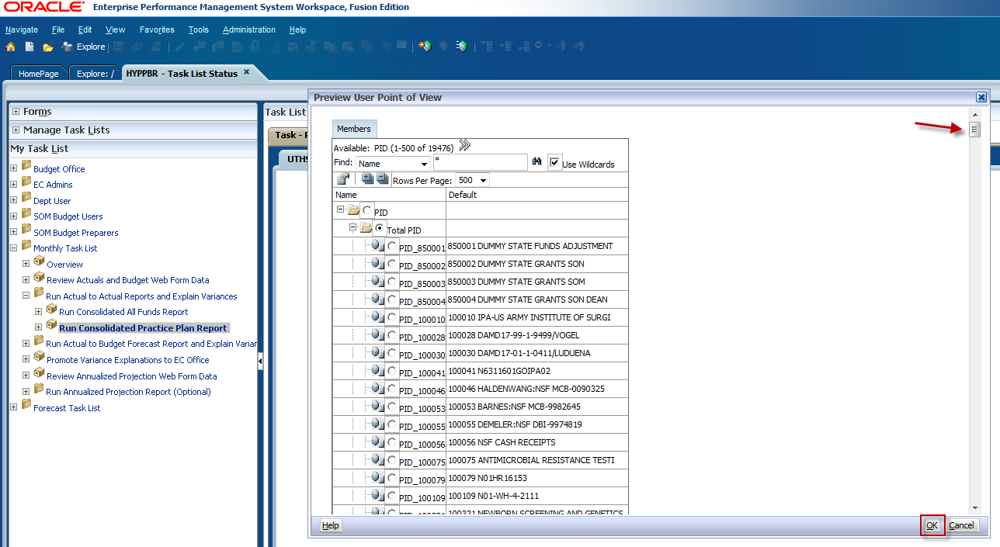 ORACLE® Enterprise Performance Management System Workspace, Fusion Edition
Navigate File Edit View Favorites Tools Administration Help
Explore
HomePage Explore: / HYPPBR - Task List Status
Forms
Manage Task Lists
My Task List
Budget Office
EC Admins
Dept User
SOM Budget Users
SOM Budget Preparers
Monthly Task List
Overview
Review Actuals and Budget Web Form Data
Run Actual to Actual Reports and Explain Variances
Run Consolidated All Funds Report
Run Consolidated Practice Plan Report
Run Actual to Budget Forecast Report and Explain Varian
Promote Variance Explanations to EC Office
Review Annualized Projection Web Form Data
Run Annualized Projection Report (Optional)
Forecast Task List
Task List
Task -
UTHS
Preview User Point of View
Members
Available: PID (1-500 of 19476)
Find: Name * Use Wildcards
Rows Per Page: 500
Name Default
PID
Total PID
PID_850001 850001 DUMMY STATE FUNDS ADJUSTMENT
PID_850002 850002 DUMMY STATE GRANTS SON
PID_850003 850003 DUMMY STATE GRANTS SOM
PID_850004 850004 DUMMY STATE GRANTS SON DEAN
PID_100010 100010 IPA-US ARMY INSTITUTE OF SURGI
PID_100028 100028 DAMD17-99-1-9499/VOGEL
PID_100030 100030 DAMD17-01-1-0411/LUDUENA
PID_100041 100041 N6311601GOIPA02
PID_100046 100046 HALDENWANG:NSF MCB-0090325
PID_100053 100053 BARNES:NSF MCB-9982645
PID_100055 100055 DEMELER:NSF DBI-9974819
PID_100056 100056 NSF CASH RECEIPTS
PID_100075 100075 ANTIMICROBIAL RESISTANCE TESTI
PID_100079 100079 N01HR16153
PID_100109 100109 N01-WH-4-2111
100321 NEWBORN SCREENING AND GENETICS
Help OK Cancel